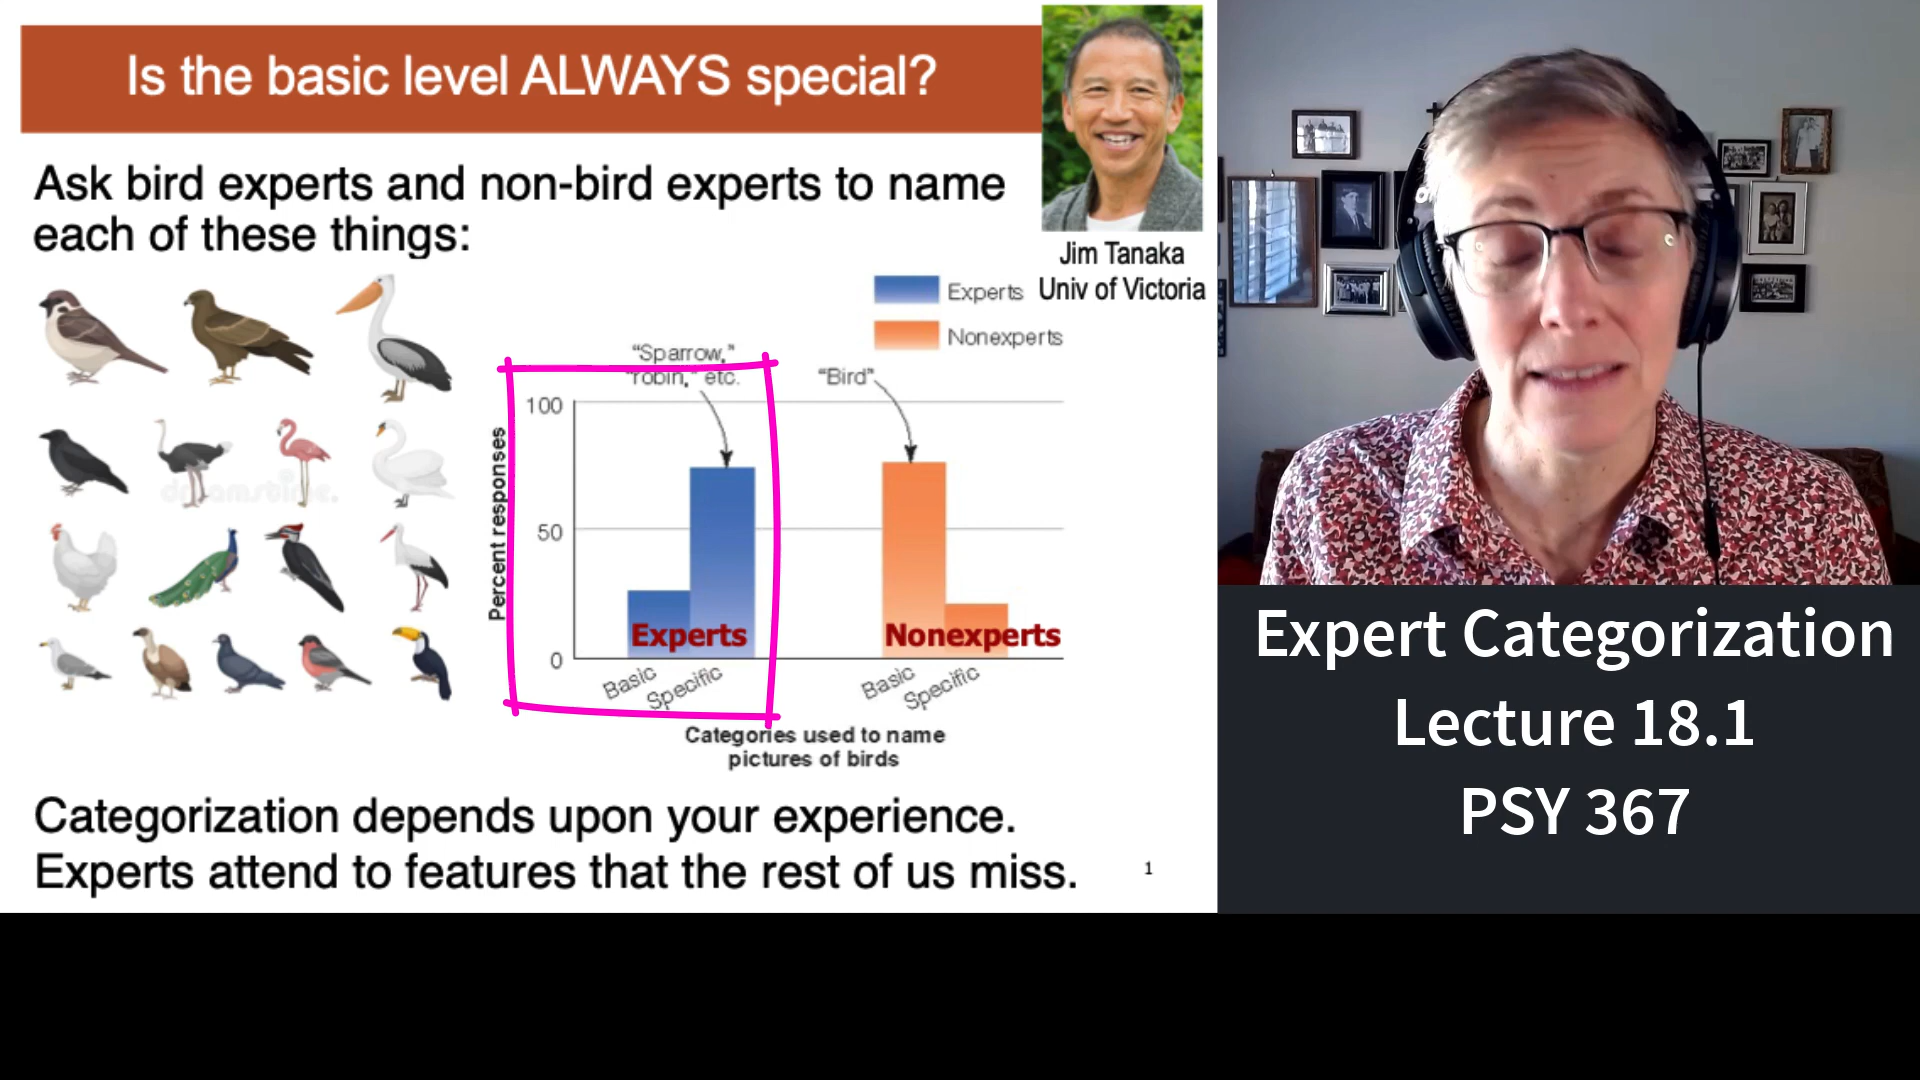 Is the basic level ALWAYS special?
Ask bird experts and non-bird experts to name
each of these things:
Jim Tanaka
Univ of Victoria
Experts
Nonexperts
“Sparrow,”
“robin,” etc.
“Bird”
100
50
0
Percent responses
Experts
Nonexperts
Basic
Specific
Basic
Specific
Categories used to name
pictures of birds
dreamstime.
Categorization depends upon your experience.
Experts attend to features that the rest of us miss.
1
Expert Categorization
Lecture 18.1
PSY 367